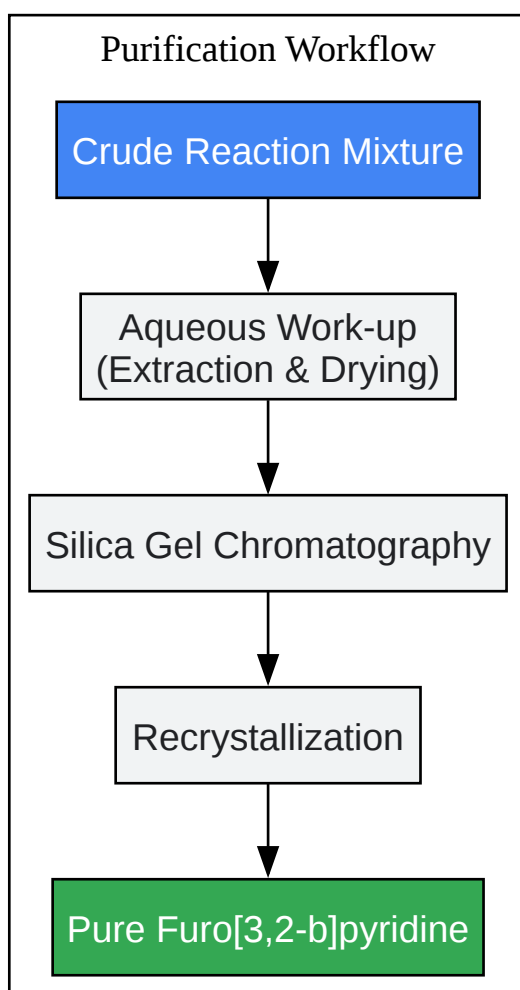 Purification Workflow
Crude Reaction Mixture
Aqueous Work-up
(Extraction & Drying)
Silica Gel Chromatography
Recrystallization
Pure Furo[3,2-b]pyridine